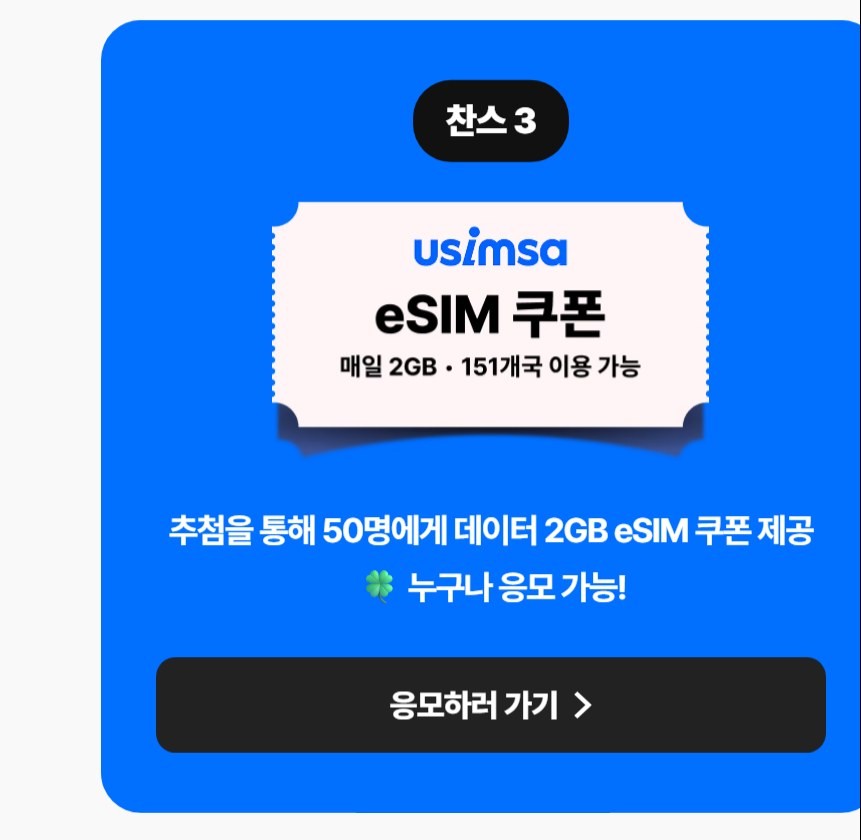 찬스 3
usimsa
eSIM 쿠폰
매일 2GB • 151개국 이용 가능
추첨을 통해 50명에게 데이터 2GB eSIM 쿠폰 제공
🍀 누구나 응모 가능!
응모하러 가기 >